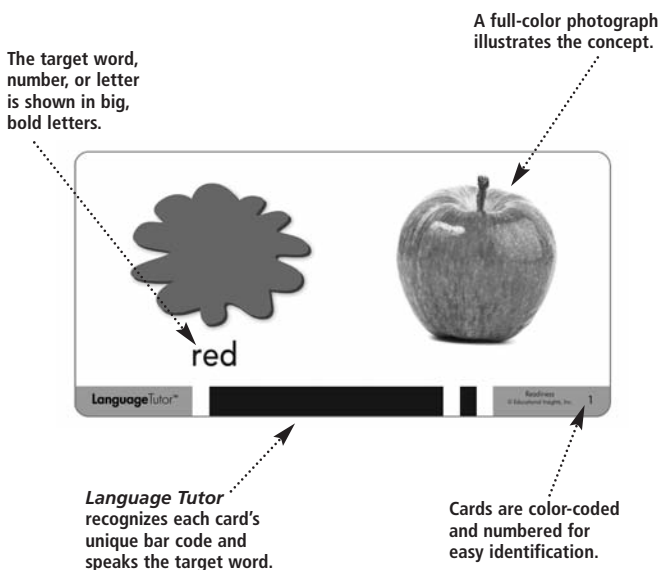 A full-color photograph
illustrates the concept.
The target word,
number, or letter
is shown in big,
bold letters.
red
LanguageTutor™
Readiness
© Educational Insights, Inc.
1
Language Tutor
recognizes each card's
unique bar code and
speaks the target word.
Cards are color-coded
and numbered for
easy identification.